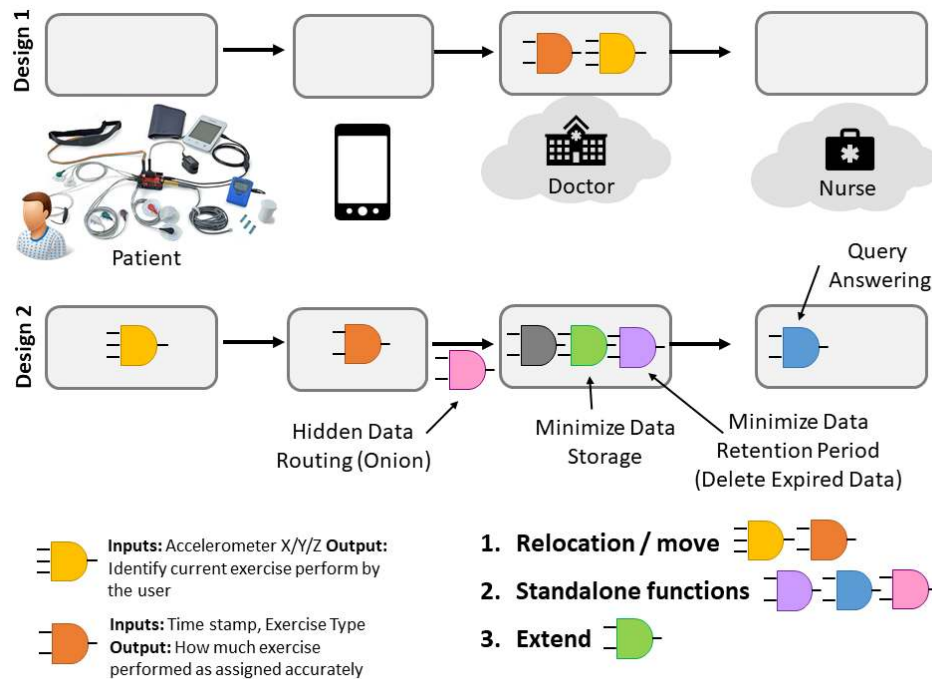 Design 1
Patient
Doctor
Nurse
Query
Answering
Design 2
Hidden Data
Routing (Onion)
Minimize Data
Storage
Minimize Data
Retention Period
(Delete Expired Data)
Inputs: Accelerometer X/Y/Z Output:
Identify current exercise perform by
the user
Inputs: Time stamp, Exercise Type
Output: How much exercise
performed as assigned accurately
1. Relocation / move
2. Standalone functions
3. Extend